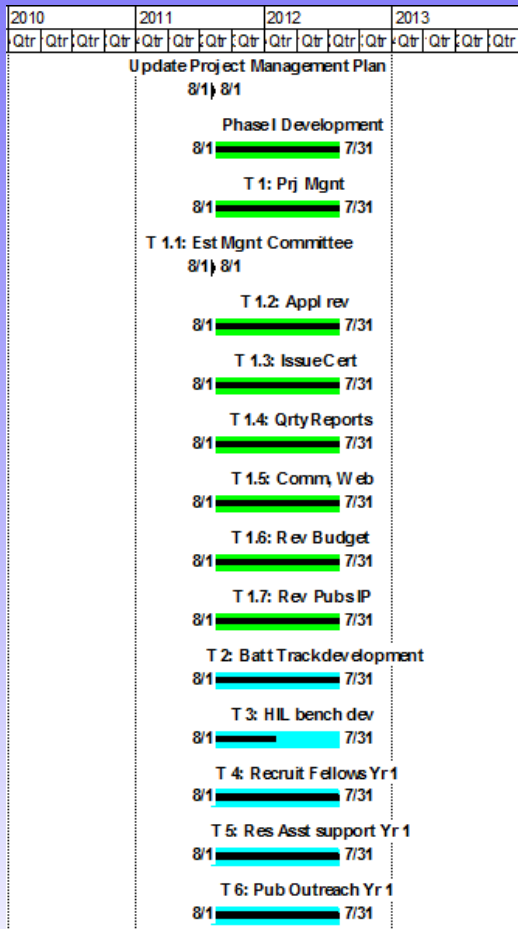 2010 2011 2012 2013
Qtr Qtr Qtr Qtr Qtr Qtr Qtr Qtr Qtr Qtr Qtr Qtr Qtr Qtr Qtr Qtr
Update Project Management Plan
8/1 8/1
Phase I Development
8/1 7/31
T 1: Prj Mgnt
8/1 7/31
T 1.1: Est Mgnt Committee
8/1 8/1
T 1.2: Appl rev
8/1 7/31
T 1.3: Issue Cert
8/1 7/31
T 1.4: Qrty Reports
8/1 7/31
T 1.5: Comm, Web
8/1 7/31
T 1.6: Rev Budget
8/1 7/31
T 1.7: Rev Pubs IP
8/1 7/31
T 2: Batt Track development
8/1 7/31
T 3: HIL bench dev
8/1 7/31
T 4: Recruit Fellows Yr 1
8/1 7/31
T 5: Res Asst support Yr 1
8/1 7/31
T 6: Pub Outreach Yr 1
8/1 7/31